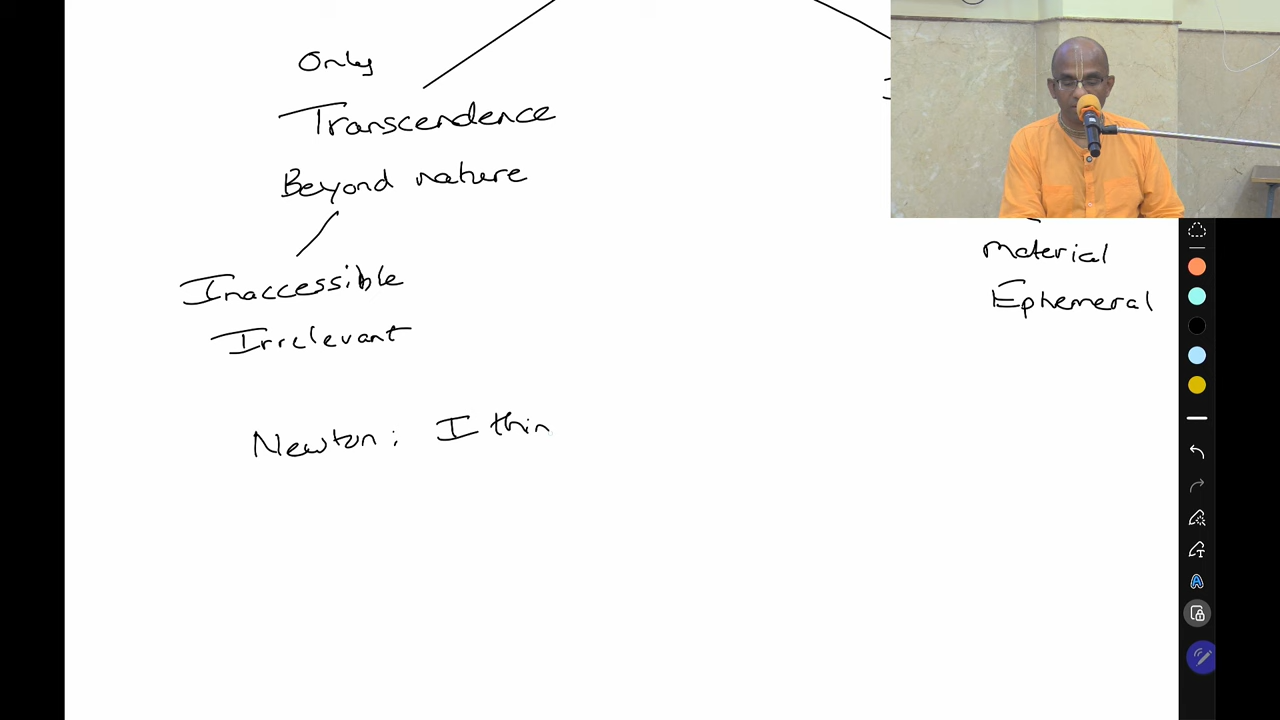 Only
Transcendence
Beyond nature
Inaccessible
Irrelevant
Material
Ephemeral
Newton: I thin